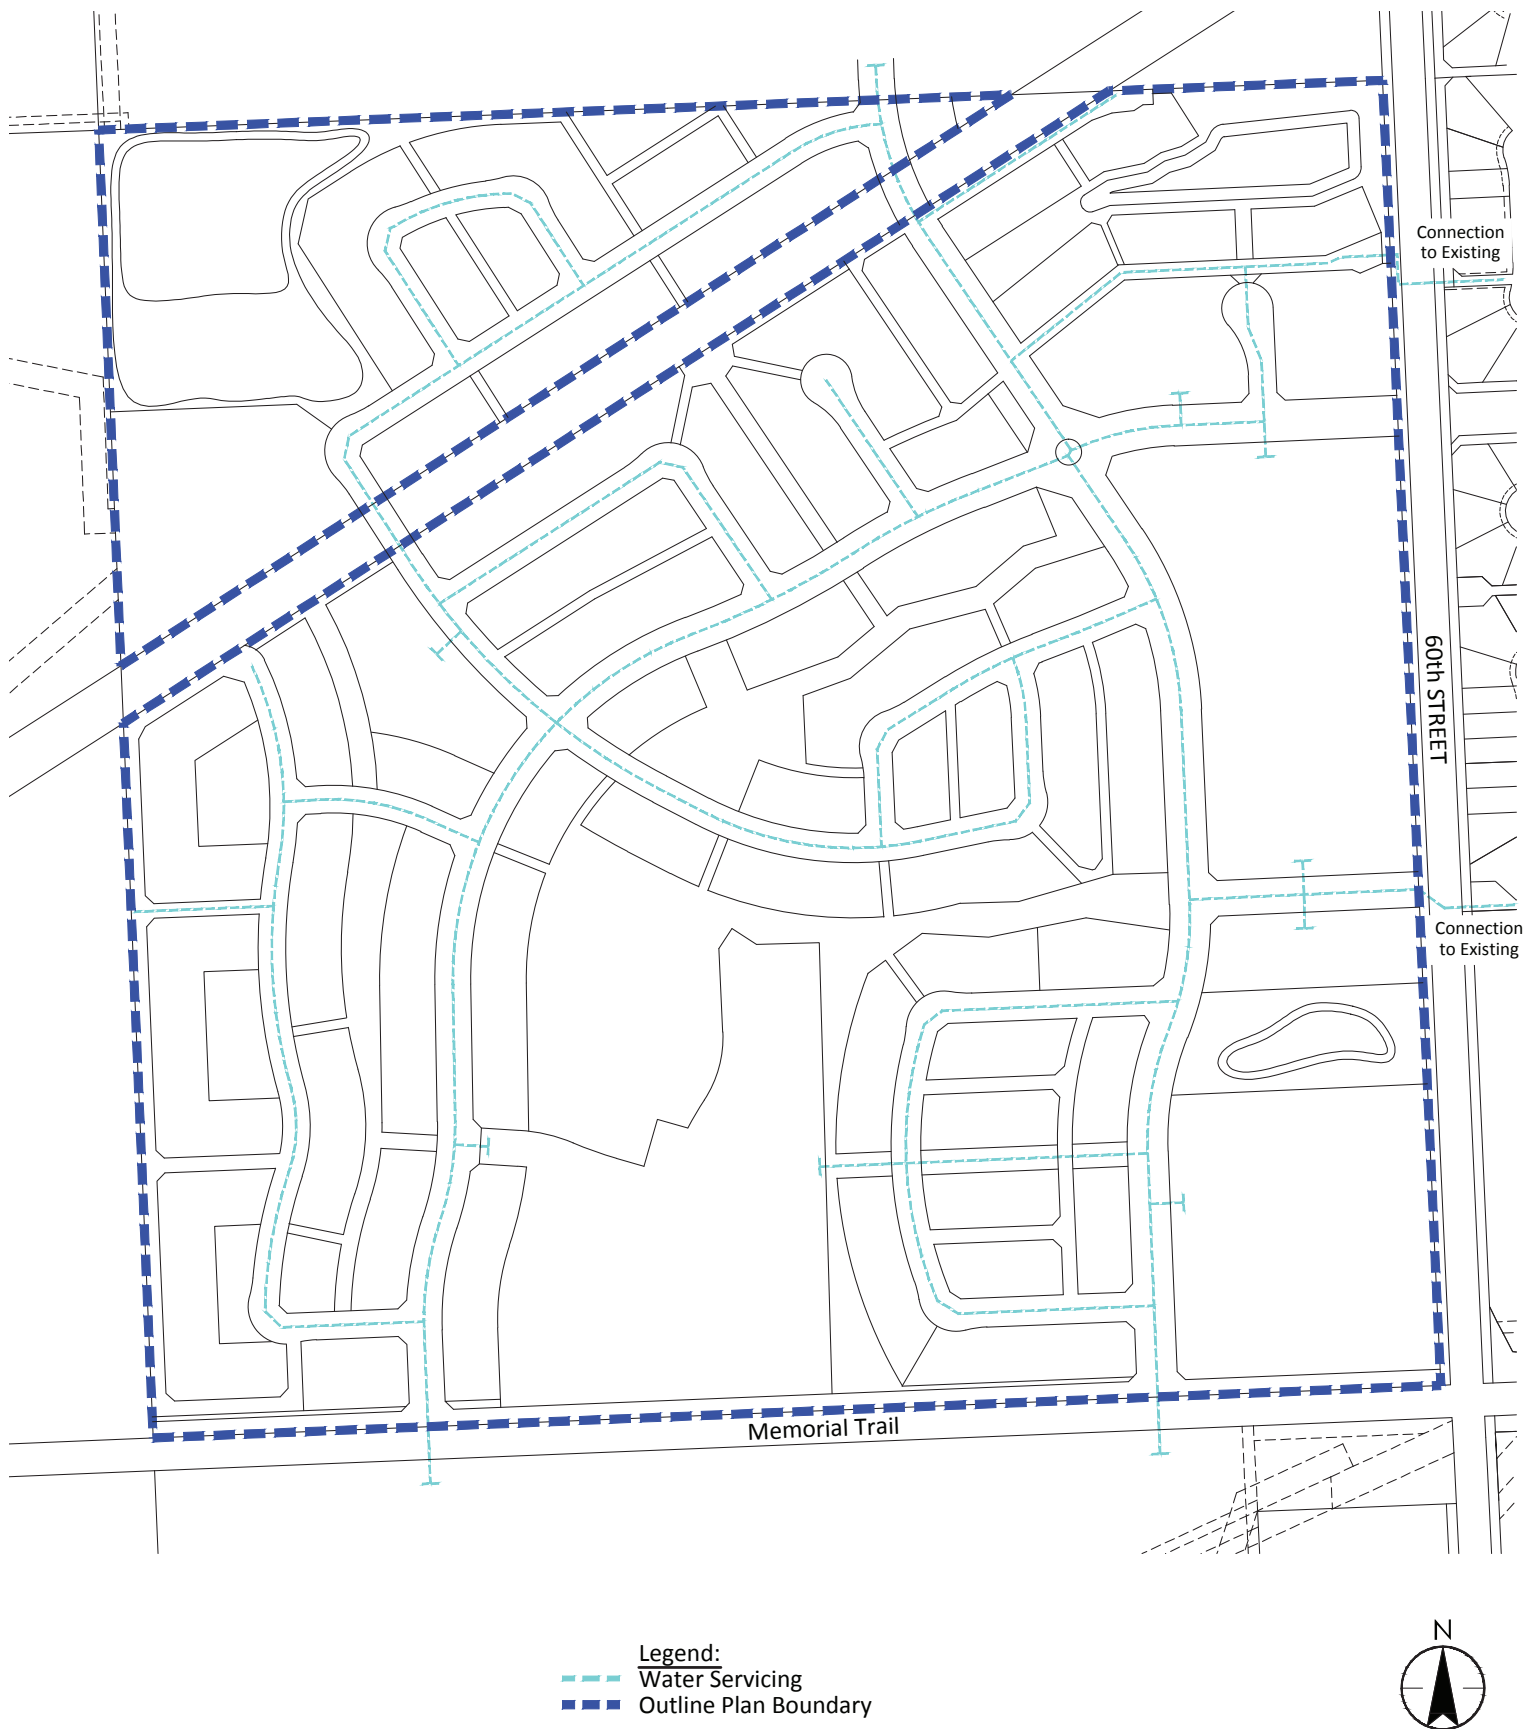 Connection
to Existing
60th STREET
Connection
to Existing
Memorial Trail
N
Legend:
Water Servicing
Outline Plan Boundary